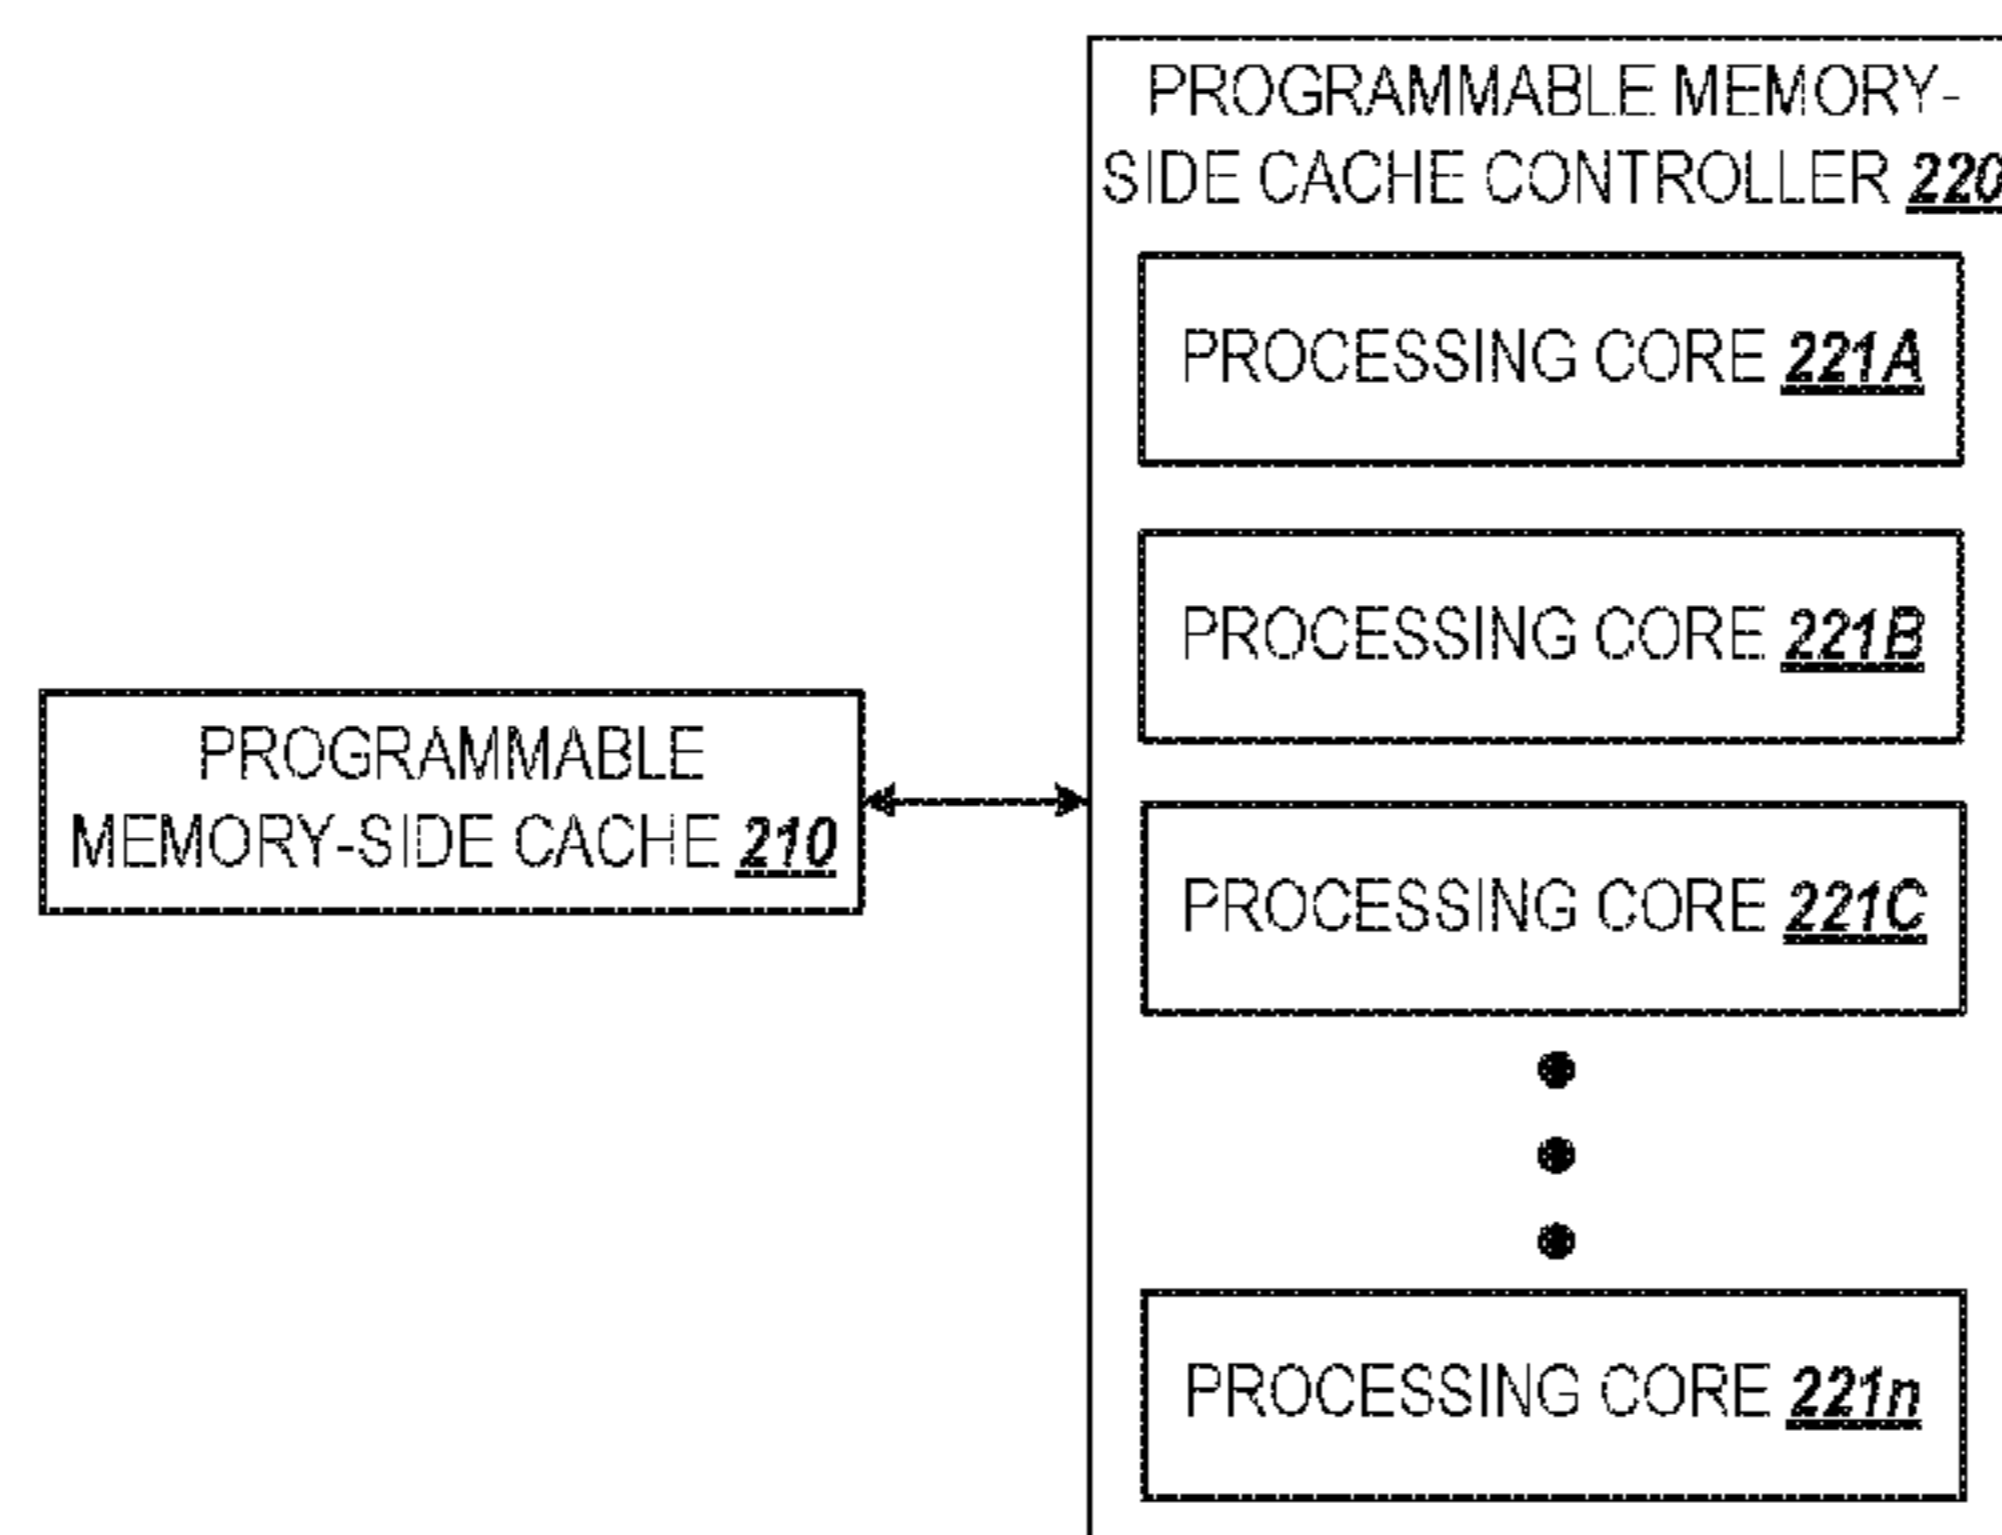 PROGRAMMABLE MEMORY-
SIDE CACHE CONTROLLER 220
PROCESSING CORE 221A
PROCESSING CORE 221B
PROGRAMMABLE
MEMORY-SIDE CACHE 210
PROCESSING CORE 221C
PROCESSING CORE 221n